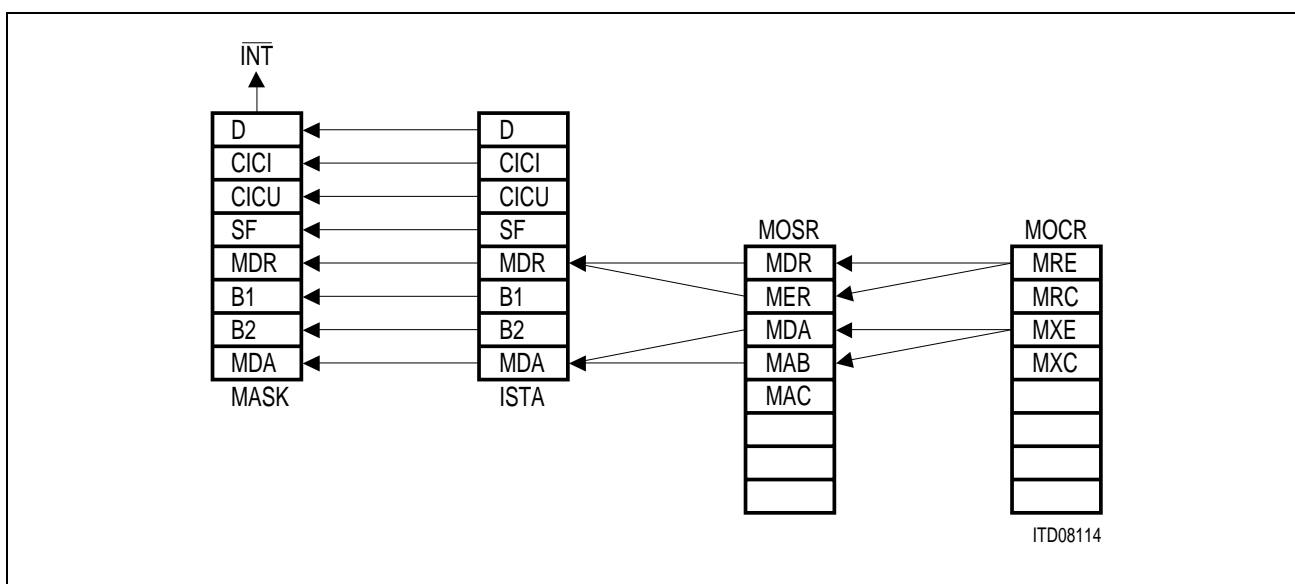 INT
D D
CICI CICI
CICU CICU
SF SF MOSR MOCR
MDR MDR MDR MRE
B1 B1 MER MRC
B2 B2 MDA MXE
MDA MDA MAB MXC
MASK ISTA MAC
ITD08114